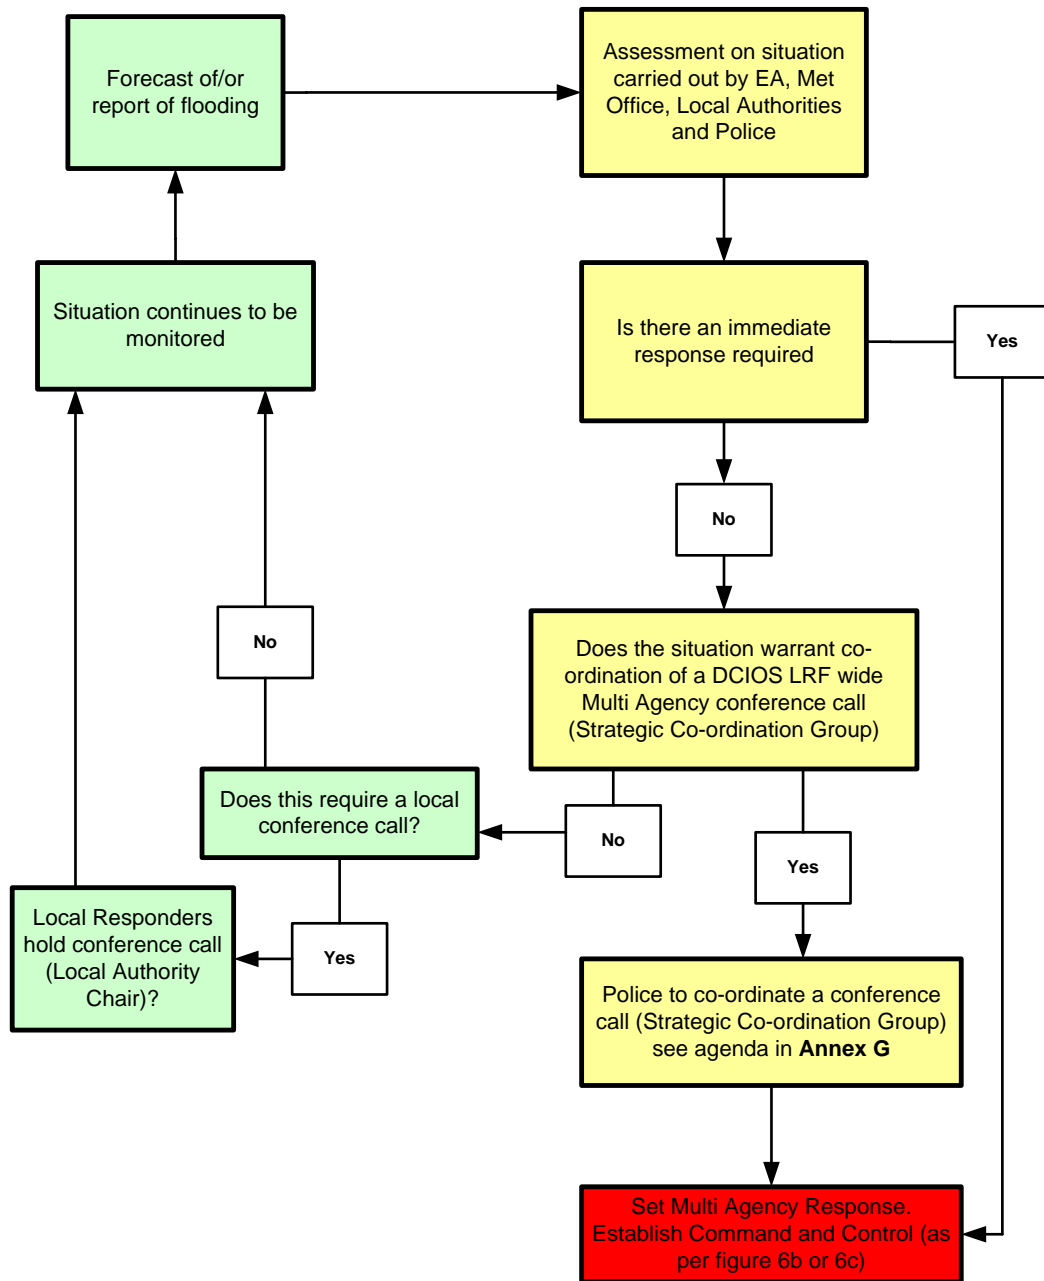 Forecast of/or
report of flooding
Assessment on situation
carried out by EA, Met
Office, Local Authorities
and Police
Situation continues to be
monitored
Is there an immediate
response required
Yes
No
No
Does the situation warrant co-
ordination of a DCIOS LRF wide
Multi Agency conference call
(Strategic Co-ordination Group)
Does this require a local
conference call?
No
Yes
Local Responders
hold conference call
(Local Authority
Chair)?
Yes
Police to co-ordinate a conference
call (Strategic Co-ordination Group)
see agenda in Annex G
Set Multi Agency Response.
Establish Command and Control (as
per figure 6b or 6c)